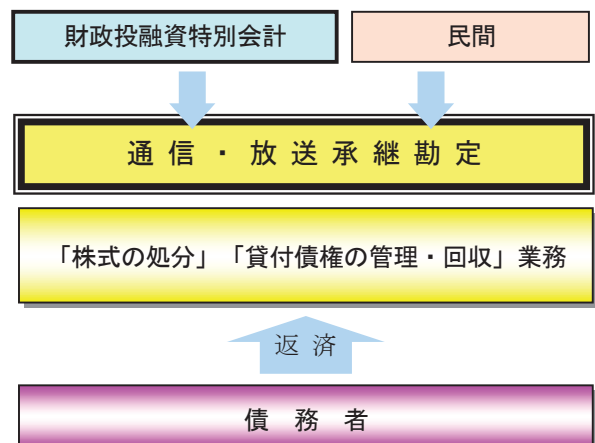 財政投融資特別会計
民間
通信・放送承継勘定
「株式の処分」「貸付債権の管理・回収」業務
返済
債務者